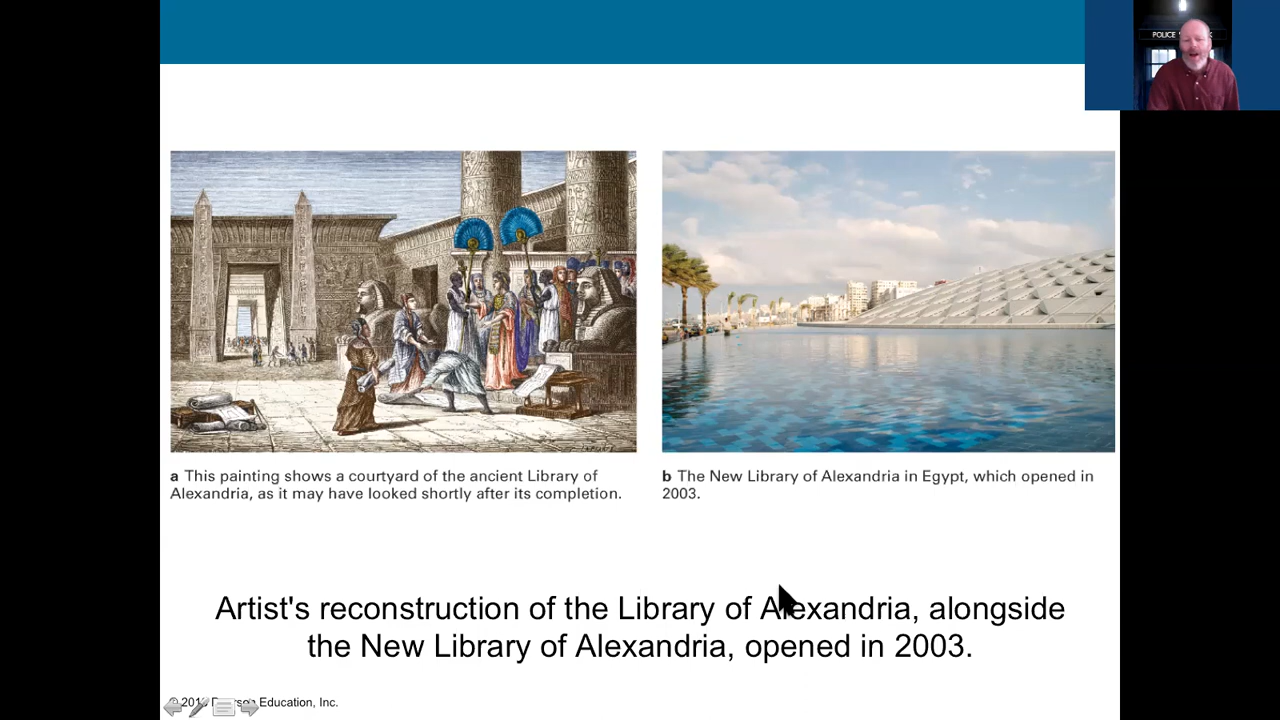 POLICE
a This painting shows a courtyard of the ancient Library of
Alexandria, as it may have looked shortly after its completion.
b The New Library of Alexandria in Egypt, which opened in
2003.
Artist's reconstruction of the Library of Alexandria, alongside
the New Library of Alexandria, opened in 2003.
Education, Inc.